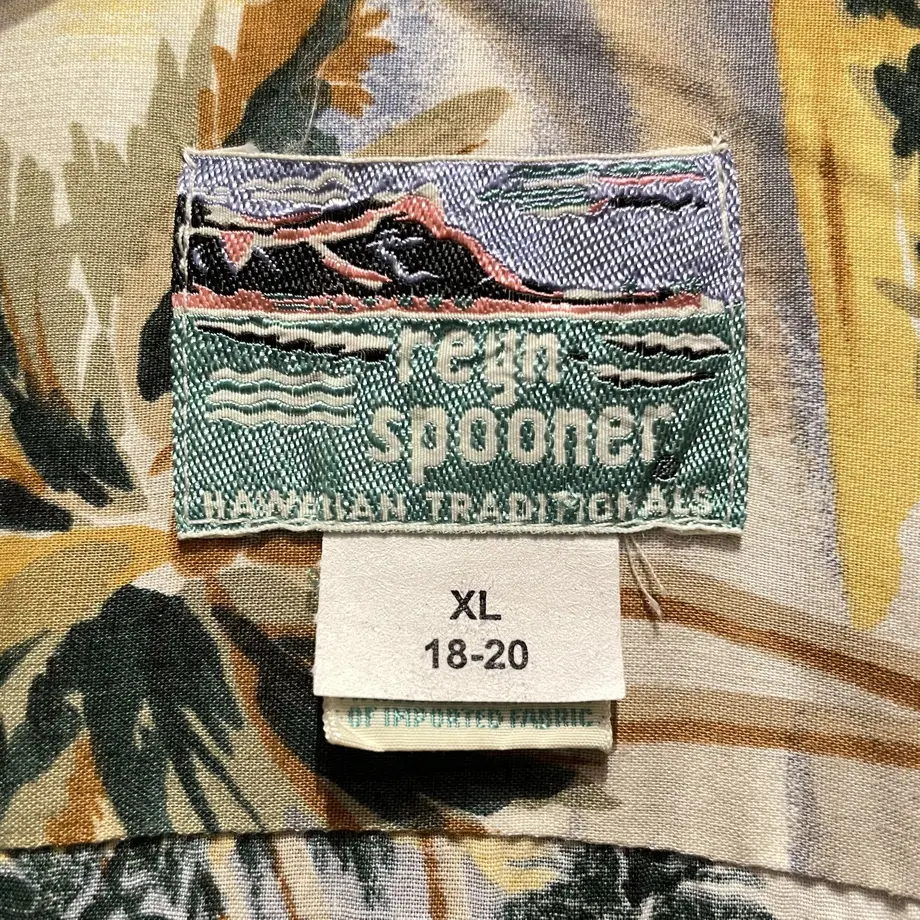 reyn
spooner®
HAWAIIAN TRADITIONALS
XL
18-20
OF IMPORTED FABRIC